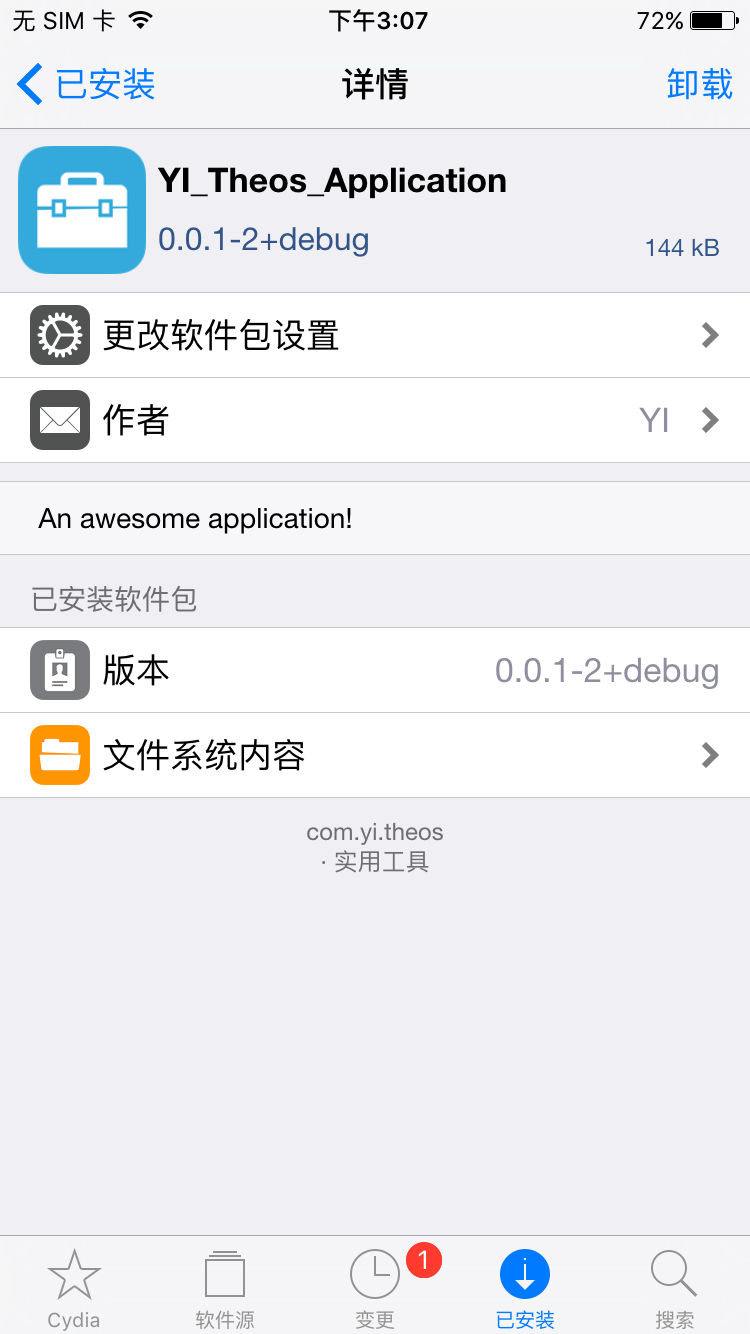 无 SIM 卡 下午3:07 72%
已安装 详情 卸载
YI_Theos_Application
0.0.1-2+debug 144 kB
更改软件包设置
作者 YI
An awesome application!
已安装软件包
版本 0.0.1-2+debug
文件系统内容
com.yi.theos
· 实用工具
1
Cydia 软件源 变更 已安装 搜索